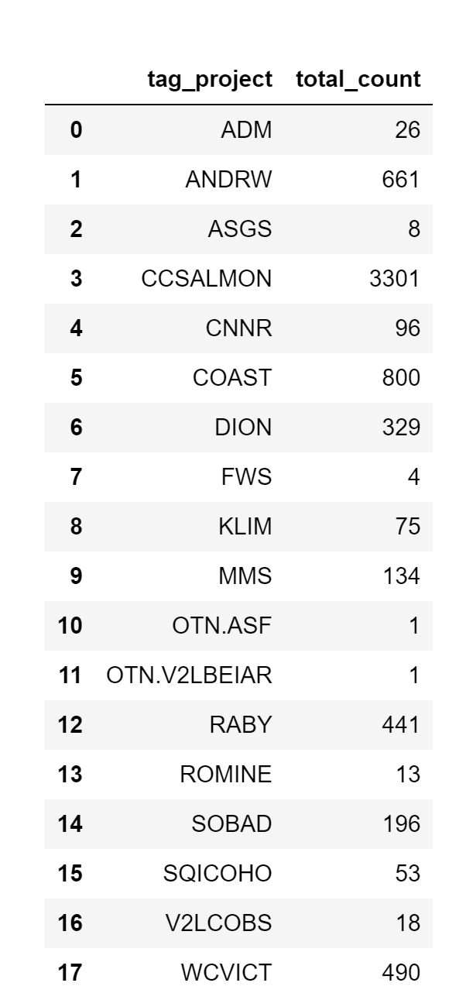 tag_project total_count
0 ADM 26
1 ANDRW 661
2 ASGS 8
3 CCSALMON 3301
4 CNNR 96
5 COAST 800
6 DION 329
7 FWS 4
8 KLIM 75
9 MMS 134
10 OTN.ASF 1
11 OTN.V2LBEIAR 1
12 RABY 441
13 ROMINE 13
14 SOBAD 196
15 SQICOHO 53
16 V2LCOBS 18
17 WCVICT 490